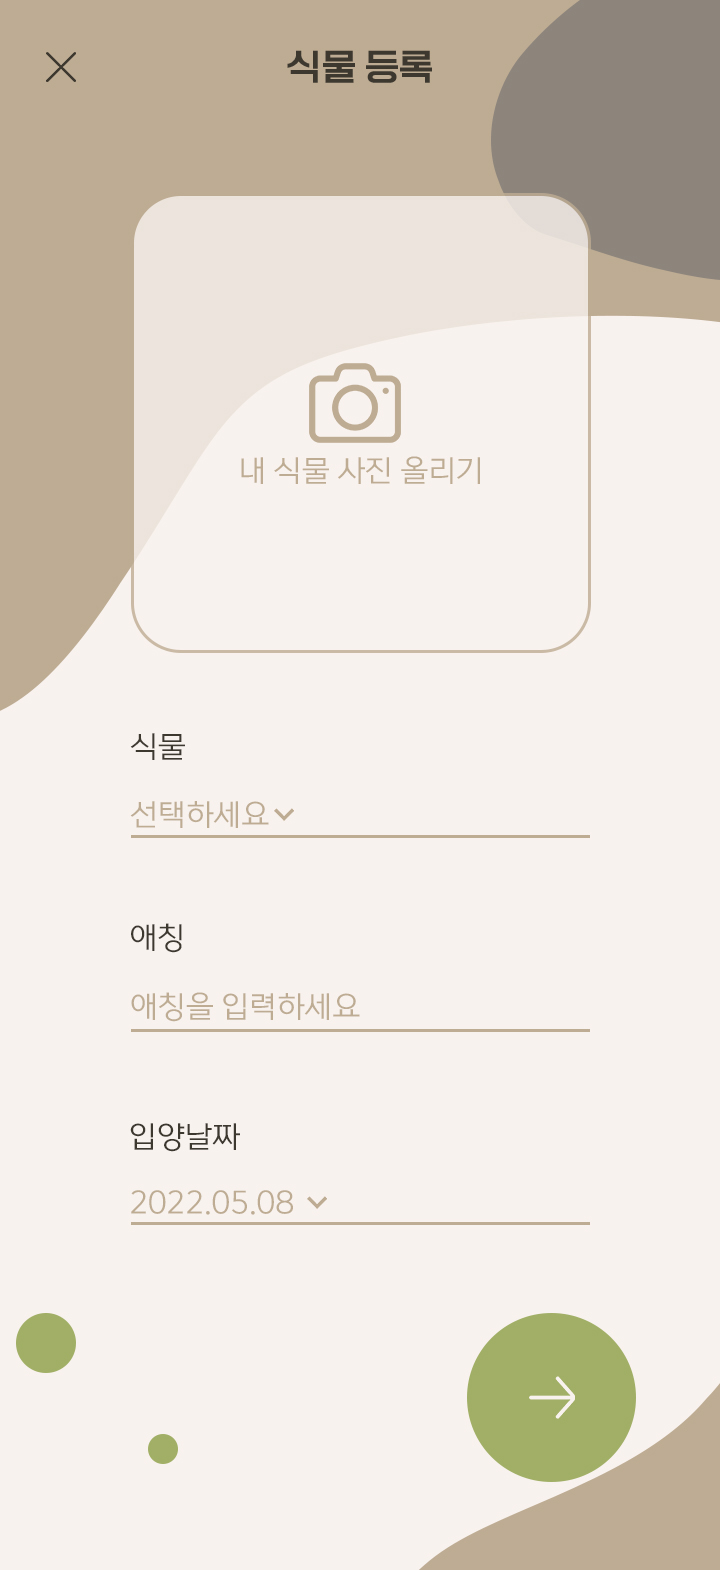 식물 등록
내 식물 사진 올리기
식물
선택하세요
애칭
애칭을 입력하세요
입양날짜
2022.05.08